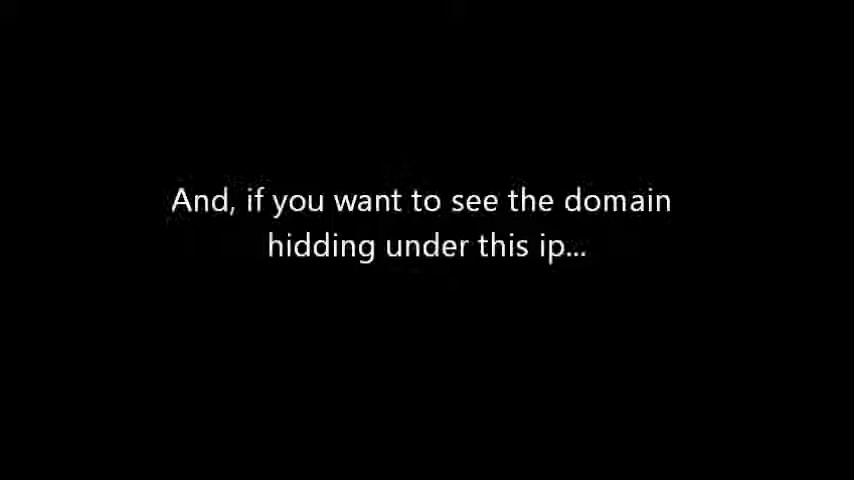 And, if you want to see the domain
hidding under this ip...